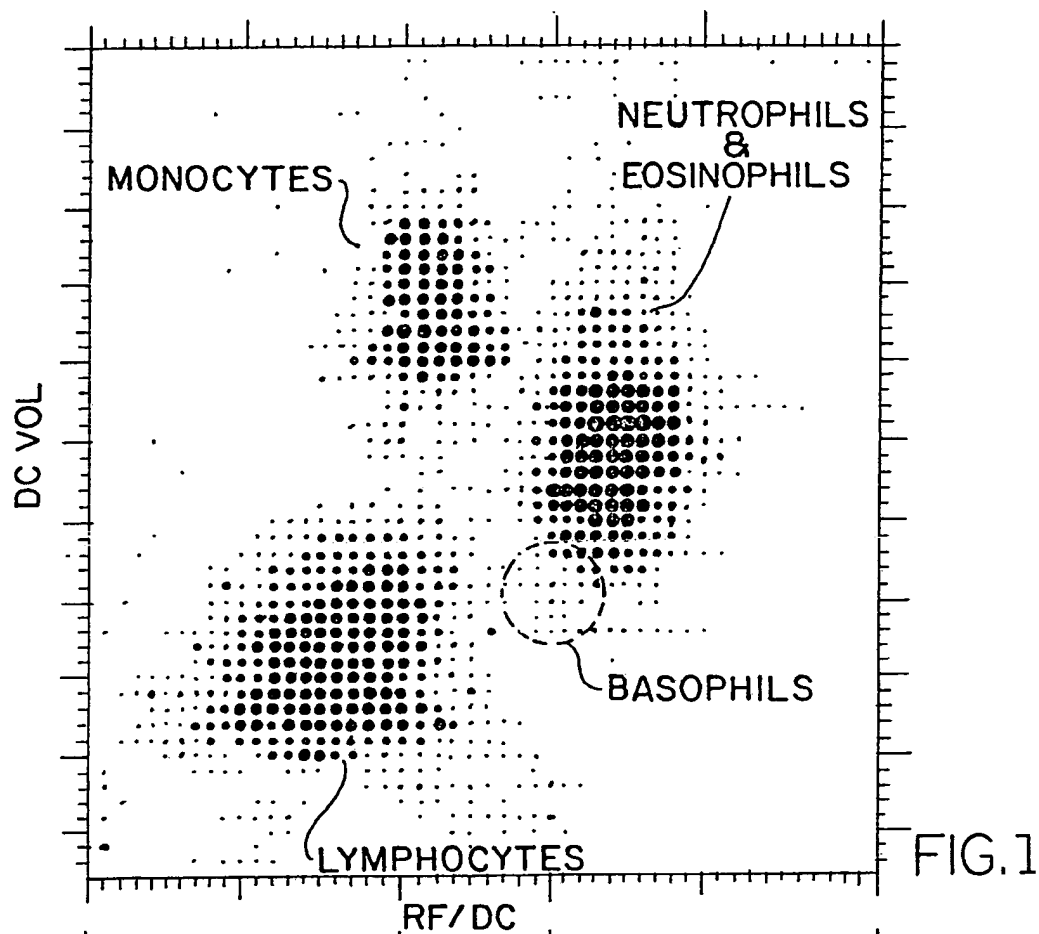 NEUTROPHILS
&
EOSINOPHILS
MONOCYTES
DC VOL
BASOPHILS
LYMPHOCYTES
FIG.1
RF/DC